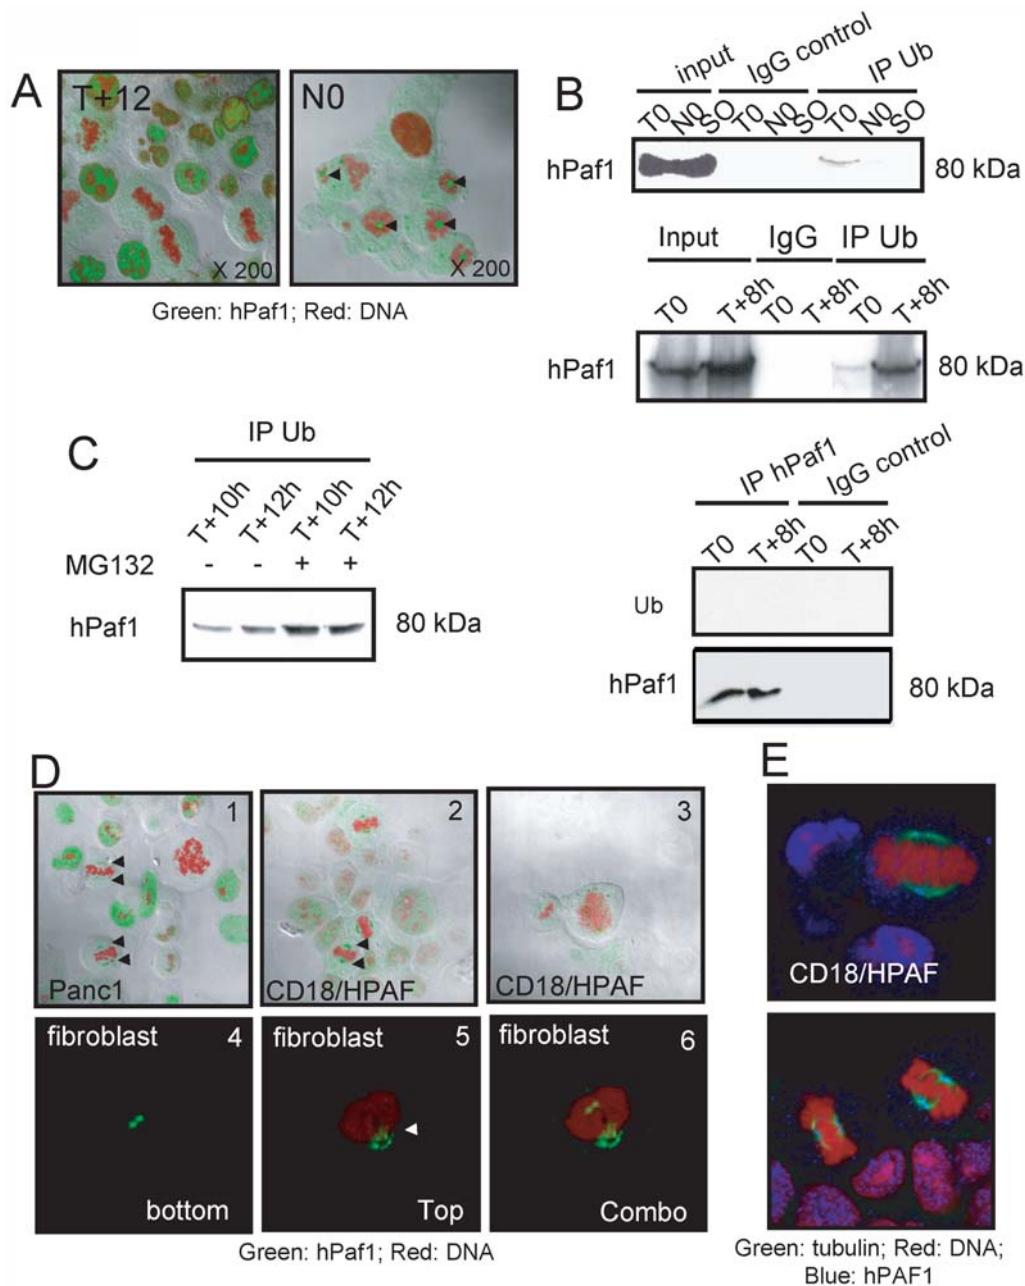 A
T+12
X 200
N0
X 200
Green: hPaf1; Red: DNA
B
input IgG control IP Ub
T0 N0 SO T0 N0 SO T0 N0 SO
hPaf1 80 kDa
Input IgG IP Ub
T0 T+8h T0 T+8h T0 T+8h
hPaf1 80 kDa
IP hPaf1 IgG control
T0 T+8h T0 T+8h
Ub
hPaf1 80 kDa
C
IP Ub
T+10h T+12h T+10h T+12h
MG132 - - + +
hPaf1 80 kDa
D
1
Panc1
2
CD18/HPAF
3
CD18/HPAF
fibroblast 4
bottom
fibroblast 5
Top
fibroblast 6
Combo
Green: hPaf1; Red: DNA
E
CD18/HPAF
Green: tubulin; Red: DNA;
Blue: hPAF1